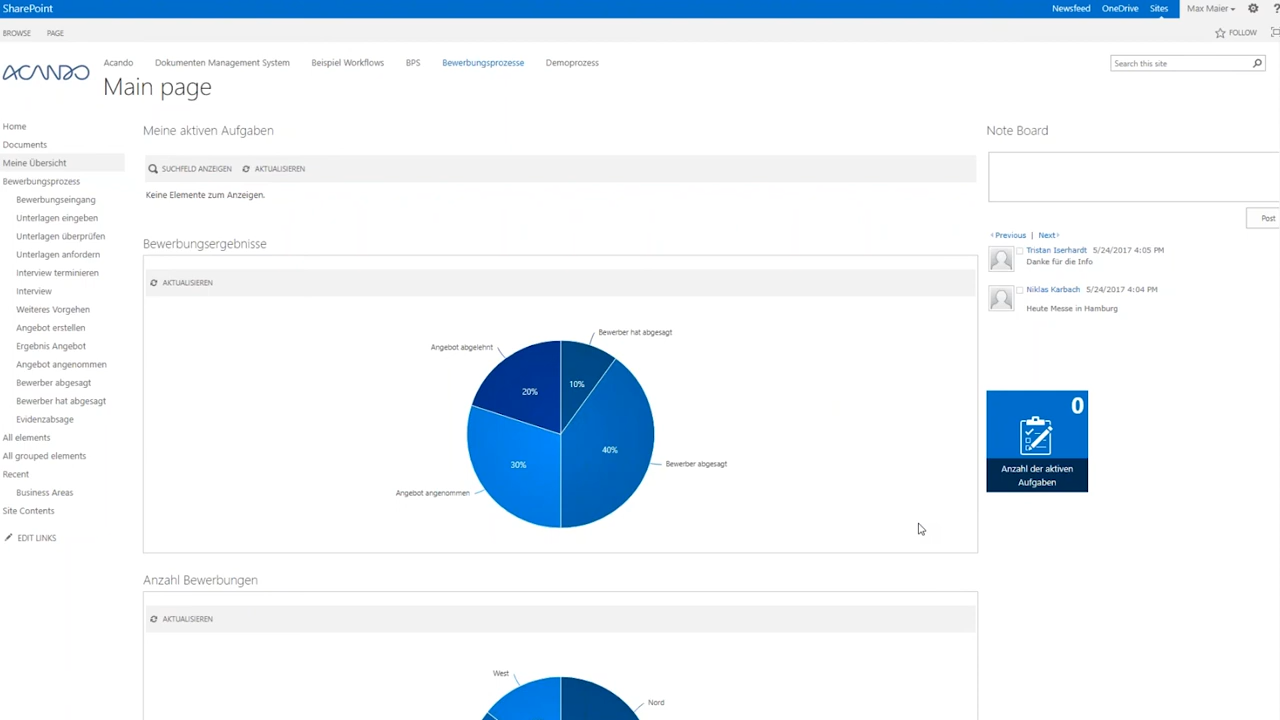 SharePoint
Newsfeed OneDrive Sites Max Maier ?
BROWSE PAGE
FOLLOW
ACANDO
Acando Dokumenten Management System Beispiel Workflows BPS Bewerbungsprozesse Demoprozess
Search this site
Main page
Home
Documents
Meine Übersicht
Bewerbungsprozess
Bewerbungseingang
Unterlagen eingeben
Unterlagen überprüfen
Unterlagen anfordern
Interview terminieren
Interview
Weiteres Vorgehen
Angebot erstellen
Ergebnis Angebot
Angebot angenommen
Bewerber abgesagt
Bewerber hat abgesagt
Evidenzabsage
All elements
All grouped elements
Recent
Business Areas
Site Contents
EDIT LINKS
Meine aktiven Aufgaben
SUCHFELD ANZEIGEN AKTUALISIEREN
Keine Elemente zum Anzeigen.
Bewerbungsergebnisse
AKTUALISIEREN
Bewerber hat abgesagt
Angebot abgelehnt
10%
20%
40%
30%
Bewerber abgesagt
Angebot angenommen
Anzahl Bewerbungen
AKTUALISIEREN
West
Nord
Note Board
Post
‹ Previous | Next ›
Tristan Iserhardt 5/24/2017 4:05 PM
Danke für die Info
Niklas Karbach 5/24/2017 4:04 PM
Heute Messe in Hamburg
0
Anzahl der aktiven
Aufgaben